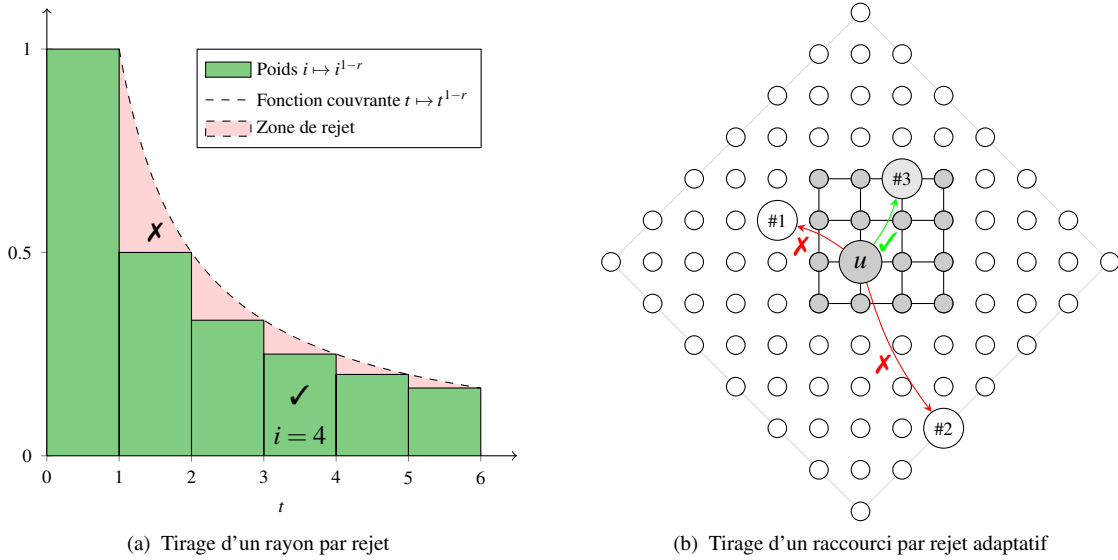 1
0.5
0
0 1 2 3 4 5 6
t
Poids i ↦ i^{1−r}
Fonction couvrante t ↦ t^{1−r}
Zone de rejet
✗
✓
i = 4
(a) Tirage d'un rayon par rejet
#3
#1
✗
✓
u
✗
#2
(b) Tirage d'un raccourci par rejet adaptatif